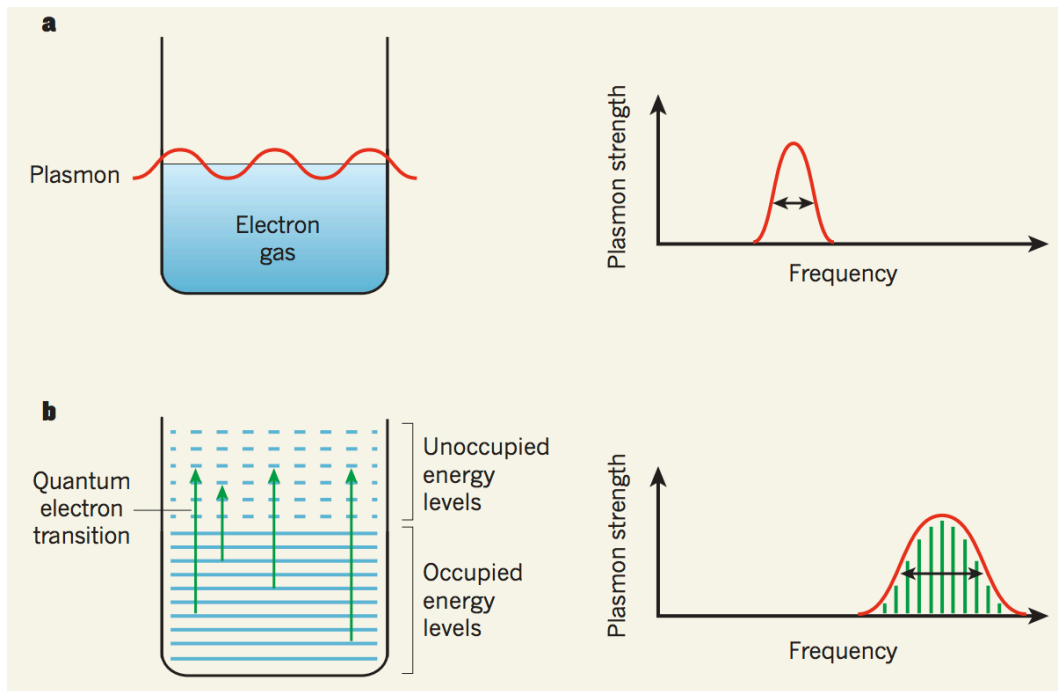 a
Plasmon
Electron
gas
Plasmon strength
Frequency
b
Quantum
electron
transition
Unoccupied
energy
levels
Occupied
energy
levels
Plasmon strength
Frequency